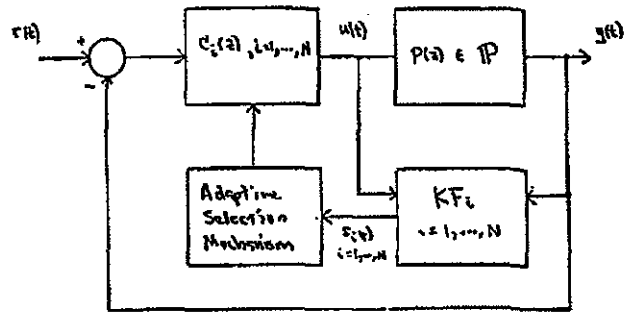 r(t)
+
−
C_i(z), i=1,...,N
u(t)
P(z) ∈ ℙ
y(t)
Adaptive
Selection
Mechanism
r_i(t)
i=1,...,N
KF_i
i=1,...,N